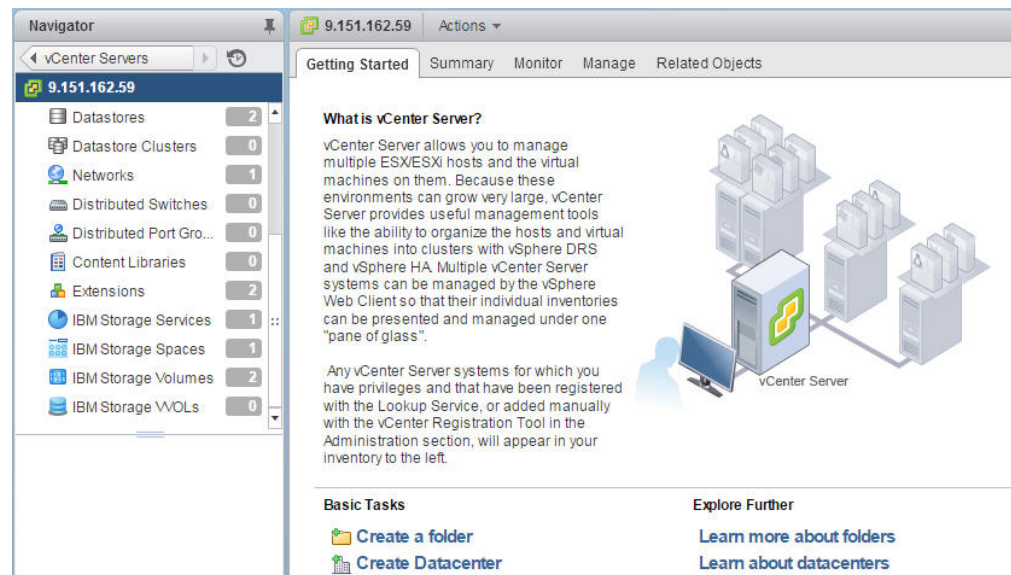 Navigator
vCenter Servers
9.151.162.59
Datastores 2
Datastore Clusters 0
Networks 1
Distributed Switches 0
Distributed Port Gro... 0
Content Libraries 0
Extensions 2
IBM Storage Services 1
IBM Storage Spaces 1
IBM Storage Volumes 2
IBM Storage VVOLs 0
9.151.162.59 Actions
Getting Started Summary Monitor Manage Related Objects
What is vCenter Server?
vCenter Server allows you to manage
multiple ESX/ESXi hosts and the virtual
machines on them. Because these
environments can grow very large, vCenter
Server provides useful management tools
like the ability to organize the hosts and virtual
machines into clusters with vSphere DRS
and vSphere HA. Multiple vCenter Server
systems can be managed by the vSphere
Web Client so that their individual inventories
can be presented and managed under one
"pane of glass".
Any vCenter Server systems for which you
have privileges and that have been registered
with the Lookup Service, or added manually
with the vCenter Registration Tool in the
Administration section, will appear in your
inventory to the left.
vCenter Server
Basic Tasks
Create a folder
Create Datacenter
Explore Further
Learn more about folders
Learn about datacenters